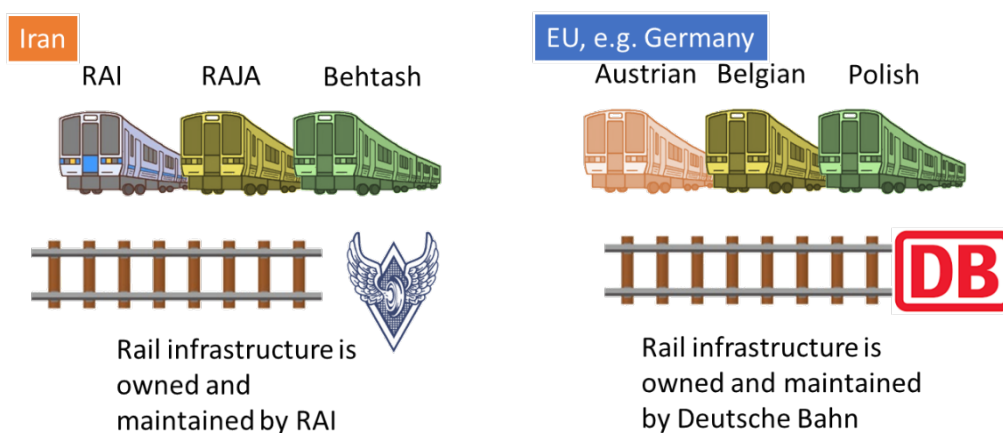 Iran
RAI RAJA Behtash
Rail infrastructure is
owned and
maintained by RAI
EU, e.g. Germany
Austrian Belgian Polish
DB
Rail infrastructure is
owned and maintained
by Deutsche Bahn